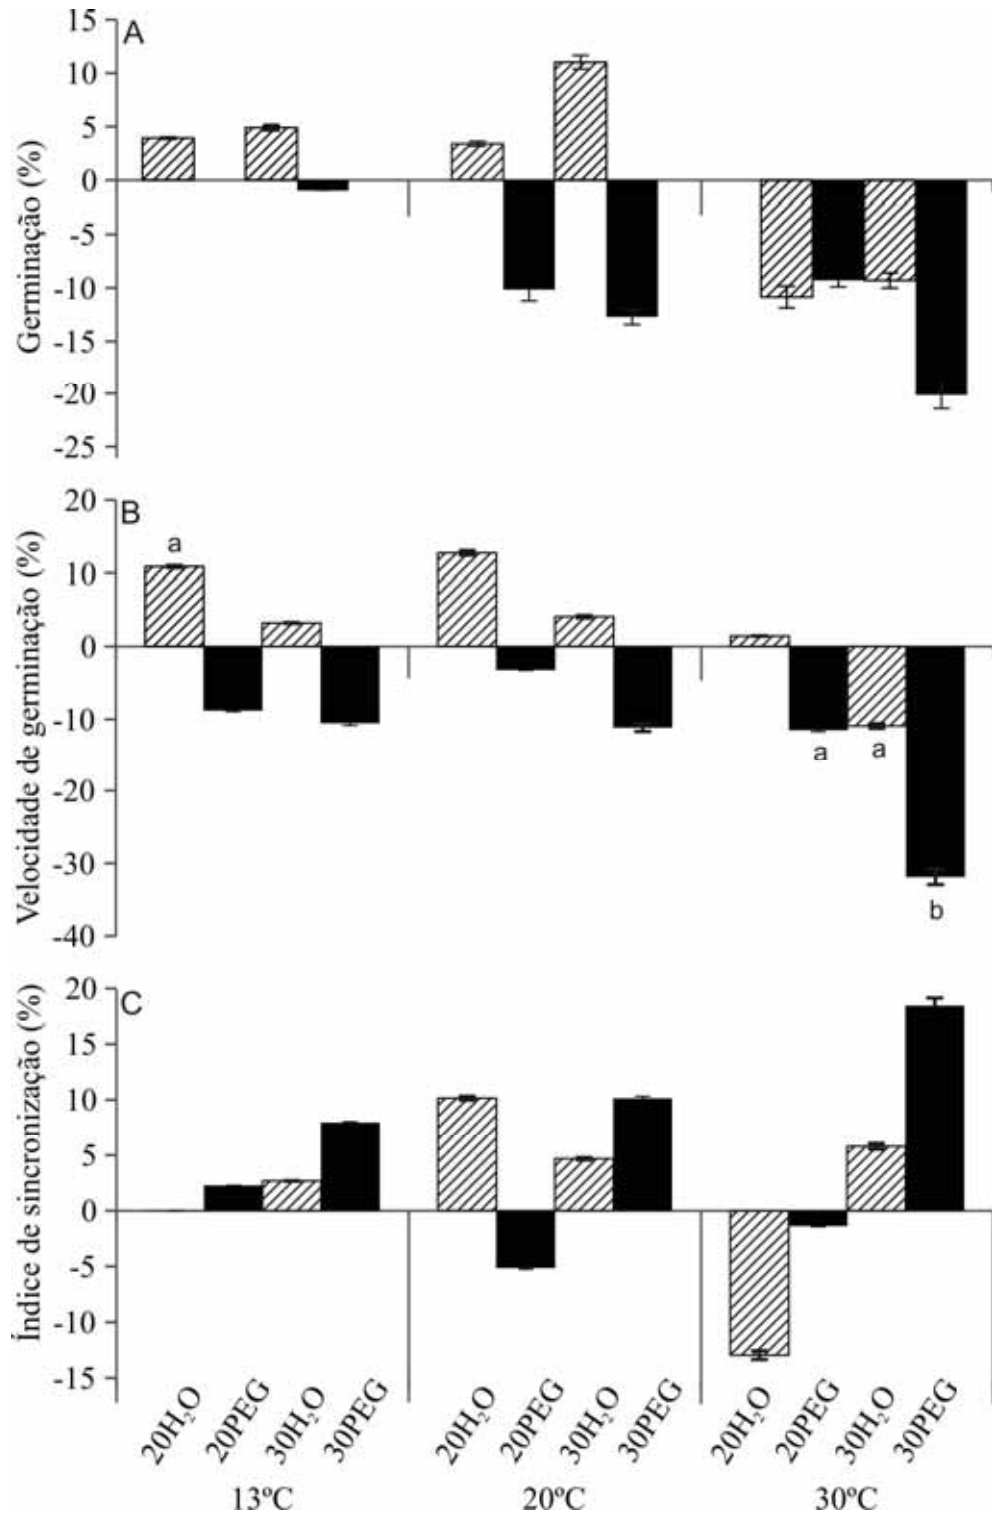 A
15
10
5
0
-5
-10
-15
-20
-25
Germinação (%)
B
20
10
0
-10
-20
-30
-40
Velocidade de germinação (%)
a
a
a
b
C
20
15
10
5
0
-5
-10
-15
Índice de sincronização (%)
20H₂O 20PEG 30H₂O 30PEG 20H₂O 20PEG 30H₂O 30PEG 20H₂O 20PEG 30H₂O 30PEG
13ºC 20ºC 30ºC